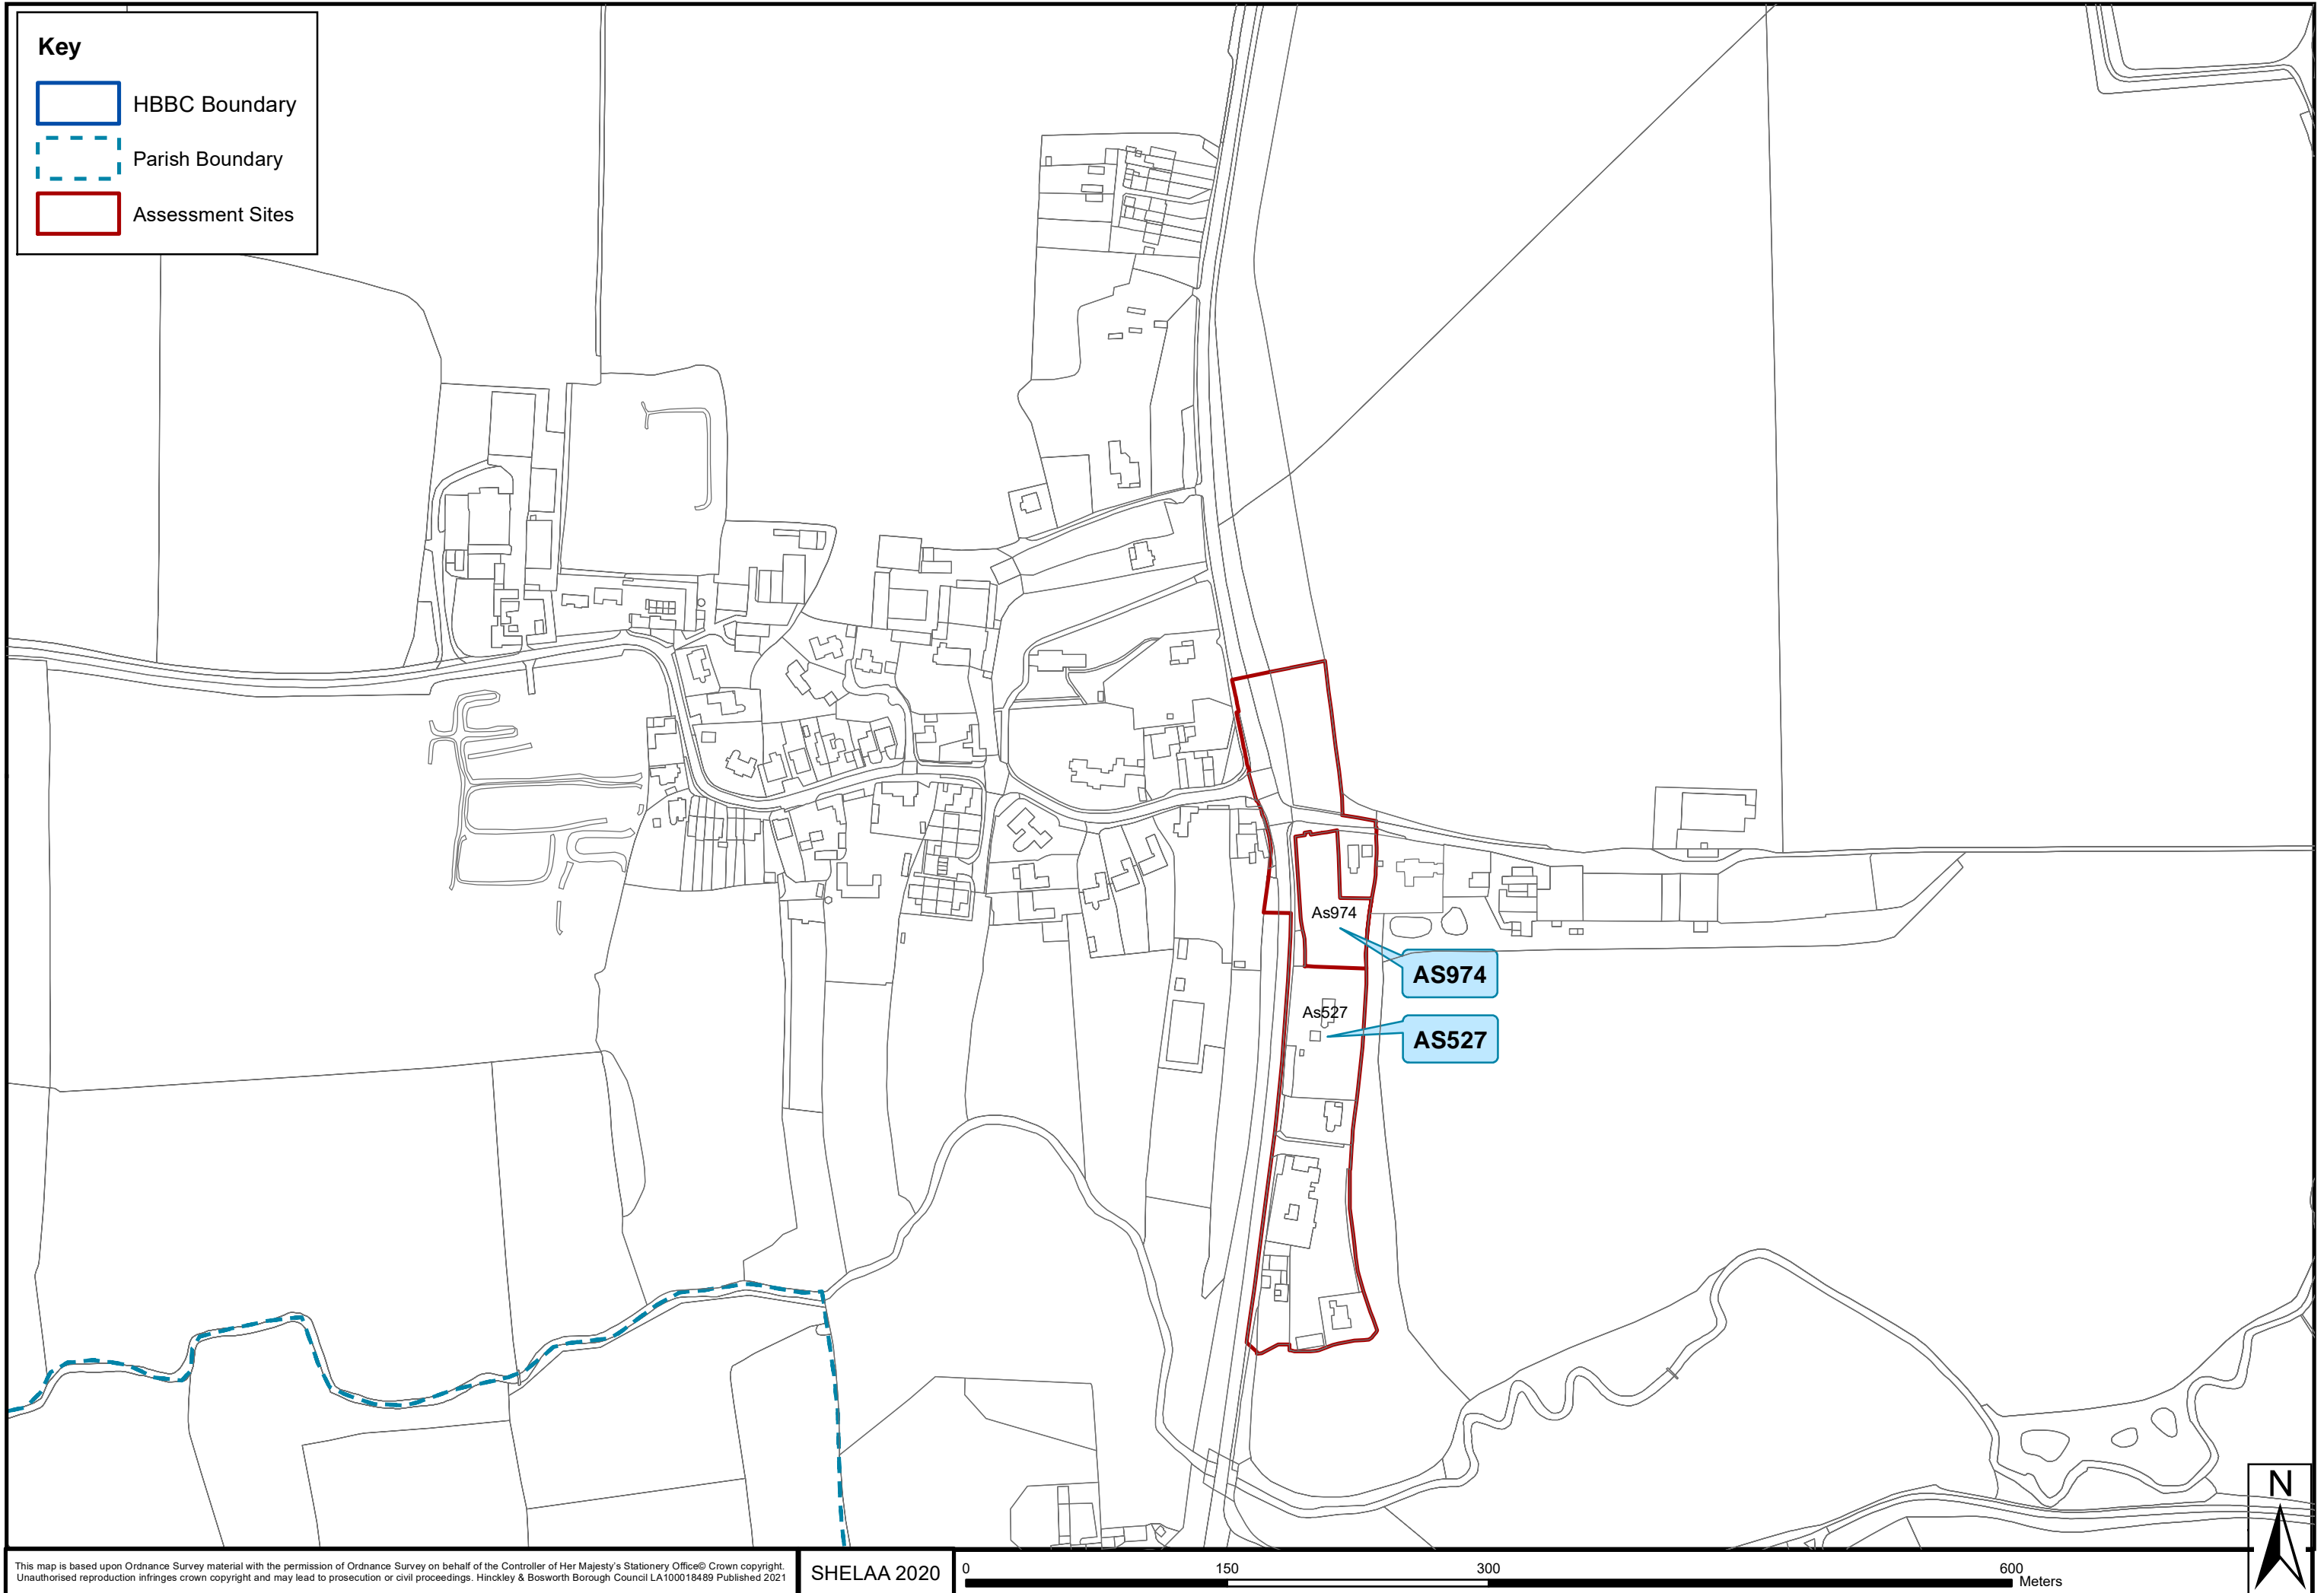 Key
HBBC Boundary
Parish Boundary
Assessment Sites
As974
AS974
As527
AS527
N
This map is based upon Ordnance Survey material with the permission of Ordnance Survey on behalf of the Controller of Her Majesty's Stationery Office© Crown copyright.
Unauthorised reproduction infringes crown copyright and may lead to prosecution or civil proceedings. Hinckley & Bosworth Borough Council LA100018489 Published 2021
SHELAA 2020
0 150 300 600
Meters